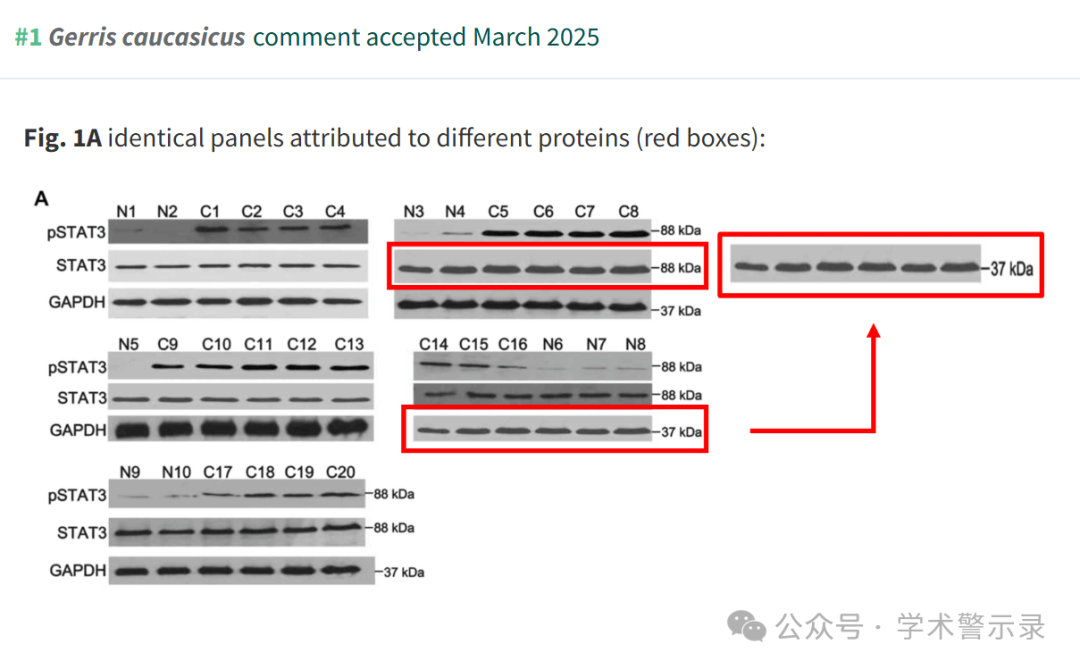 #1 Gerris caucasicus comment accepted March 2025
Fig. 1A identical panels attributed to different proteins (red boxes):
A
N1 N2 C1 C2 C3 C4
pSTAT3
STAT3
GAPDH
N3 N4 C5 C6 C7 C8
88 kDa
88 kDa
37 kDa
37 kDa
N5 C9 C10 C11 C12 C13
pSTAT3
STAT3
GAPDH
C14 C15 C16 N6 N7 N8
88 kDa
88 kDa
37 kDa
N9 N10 C17 C18 C19 C20
pSTAT3 88 kDa
STAT3 88 kDa
GAPDH 37 kDa
公众号 · 学术警示录